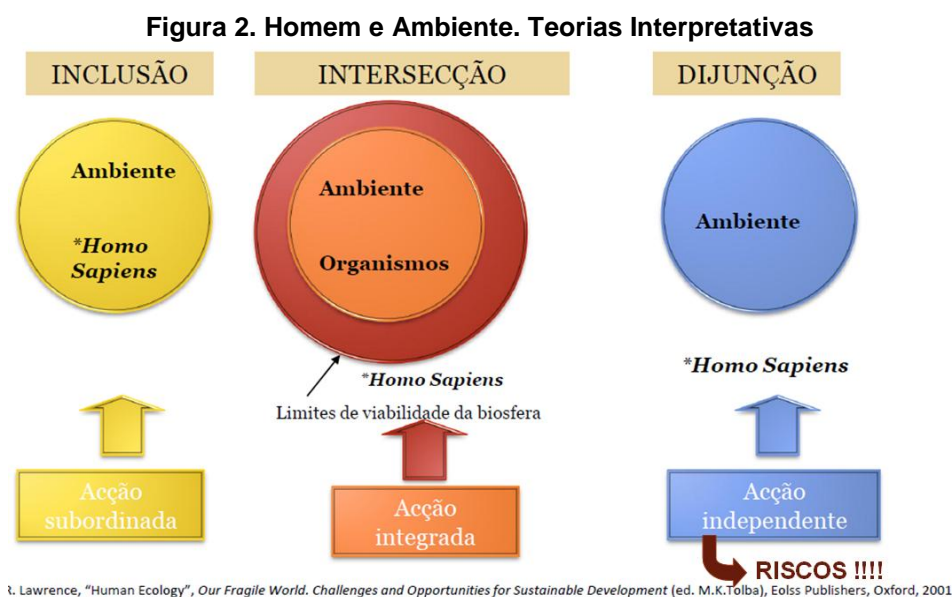 Figura 2. Homem e Ambiente. Teorias Interpretativas
INCLUSÃO
INTERSECÇÃO
DIJUNÇÃO
Ambiente
*Homo
Sapiens
Ambiente
Organismos
Ambiente
*Homo Sapiens
Limites de viabilidade da biosfera
*Homo Sapiens
Acção
subordinada
Acção
integrada
Acção
independente
RISCOS !!!!
R. Lawrence, "Human Ecology", Our Fragile World. Challenges and Opportunities for Sustainable Development (ed. M.K.Tolba), Eolss Publishers, Oxford, 2001